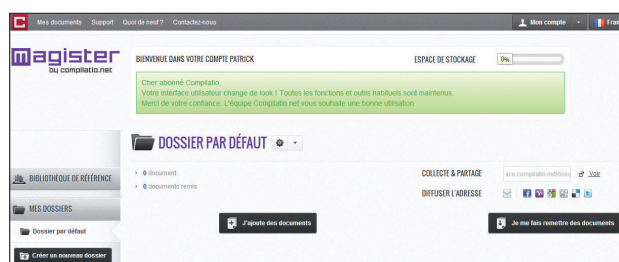 C Mes documents Support Quoi de neuf ? Contactez-nous Mon compte Fran
magister
by compilatio.net
BIENVENUE DANS VOTRE COMPTE PATRICK ESPACE DE STOCKAGE 0%
Cher abonné Compilatio,
Votre interface utilisateur change de look ! Toutes les fonctions et outils habituels sont maintenus.
Merci de votre confiance. L'équipe Compilatio.net vous souhaite une bonne utilisation.
DOSSIER PAR DÉFAUT
BIBLIOTHÈQUE DE RÉFÉRENCE
MES DOSSIERS
Dossier par défaut
Créer un nouveau dossier
0 document
0 documents remis
COLLECTE & PARTAGE Voir
DIFFUSER L'ADRESSE
J'ajoute des documents
Je me fais remettre des documents